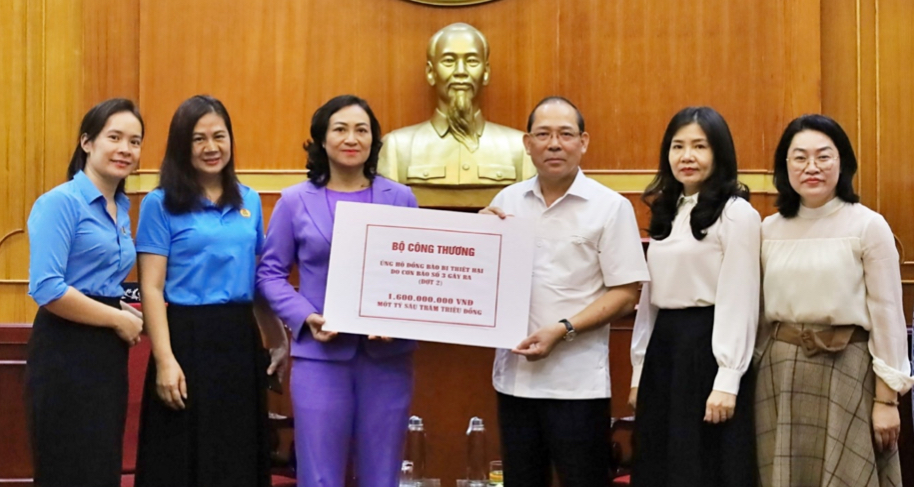 BỘ CÔNG THƯƠNG
ỦNG HỘ ĐỒNG BÀO BỊ THIỆT HẠI
DO CƠN BÃO SỐ 3 GÂY RA
(ĐỢT 2)
1.600.000.000 VNĐ
MỘT TỶ SÁU TRĂM TRIỆU ĐỒNG